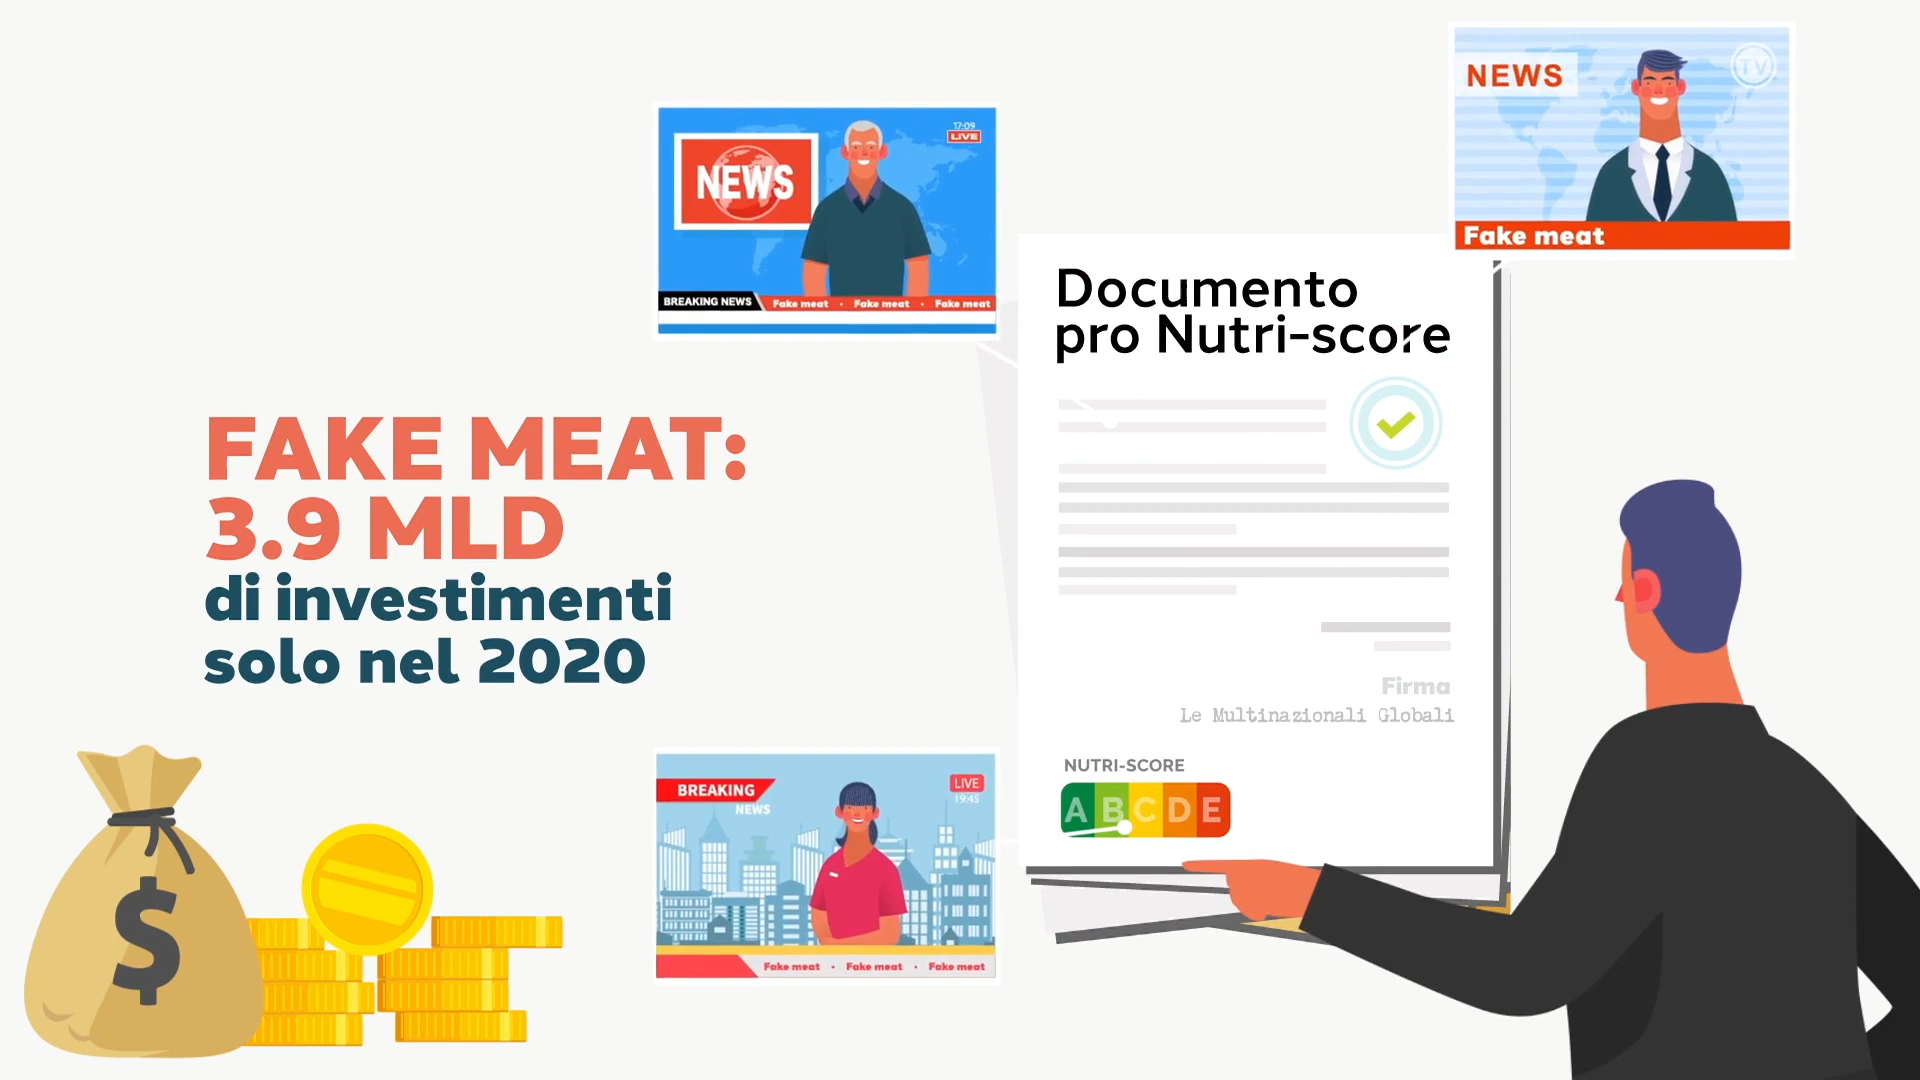 NEWS
17:09
LIVE
BREAKING NEWS
Fake meat • Fake meat • Fake meat
NEWS
TV
Fake meat
Documento
pro Nutri-score
Firma
Le Multinazionali Globali
NUTRI-SCORE
A B C D E
FAKE MEAT:
3.9 MLD
di investimenti
solo nel 2020
$
BREAKING
NEWS
LIVE
19:45
Fake meat • Fake meat • Fake meat